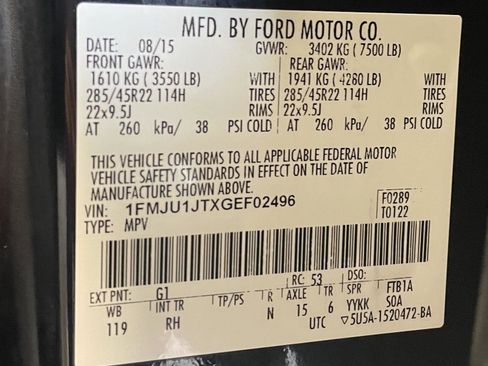 MFD. BY FORD MOTOR CO.
DATE: 08/15 GVWR: 3402 KG ( 7500 LB)
FRONT GAWR: REAR GAWR:
1610 KG ( 3550 LB) WITH 1941 KG ( 4280 LB) WITH
285/45R22 114H TIRES 285/45R22 114H TIRES
22x9.5J RIMS 22x9.5J RIMS
AT 260 kPa/ 38 PSI COLD AT 260 kPa/ 38 PSI COLD
THIS VEHICLE CONFORMS TO ALL APPLICABLE FEDERAL MOTOR
VEHICLE SAFETY STANDARDS IN EFFECT ON THE DATE OF
MANUFACTURE SHOWN ABOVE.
VIN: 1FMJU1JTXGEF02496 F0289
TYPE: MPV T0122
EXT PNT: G1 RC: 53 DSO:
WB INT TR TP/PS R AXLE TR SPR FTB1A
119 RH N 15 6 YYKK SOA
UTC ▽5U5A-1520472-BA